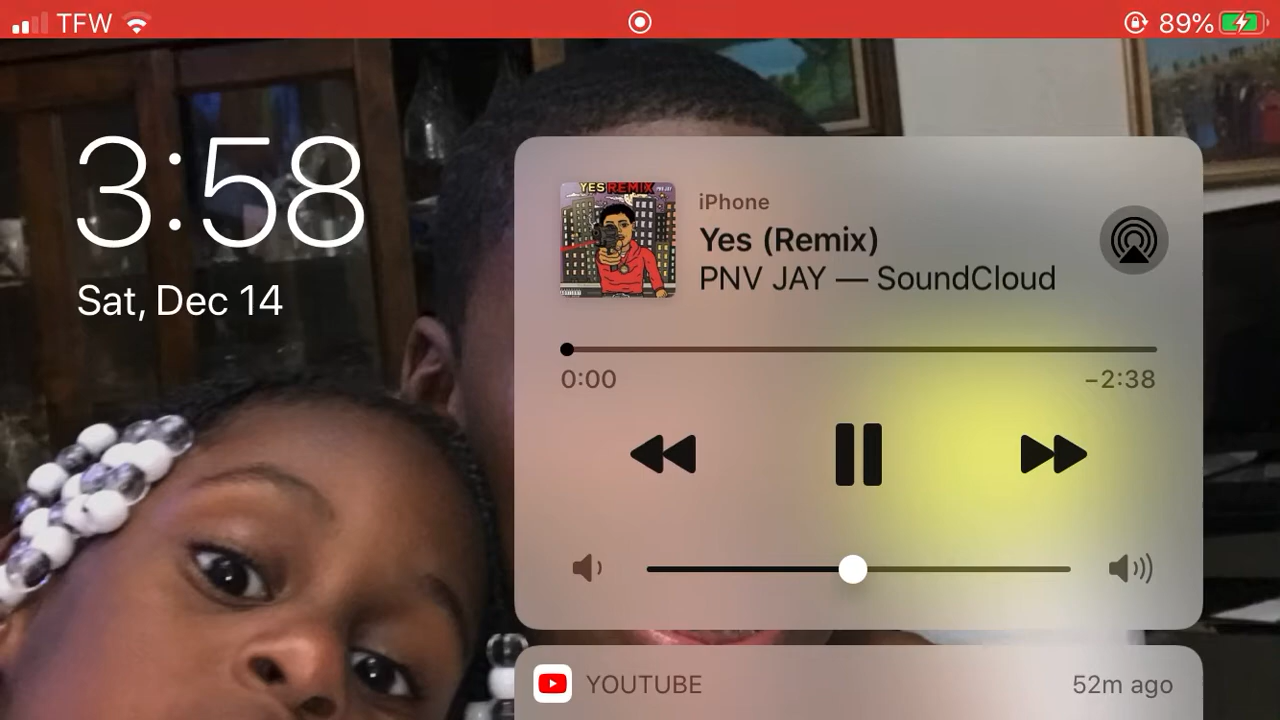 TFW
89%
3:58
Sat, Dec 14
YES REMIX
iPhone
Yes (Remix)
PNV JAY — SoundCloud
0:00
−2:38
YOUTUBE
52m ago